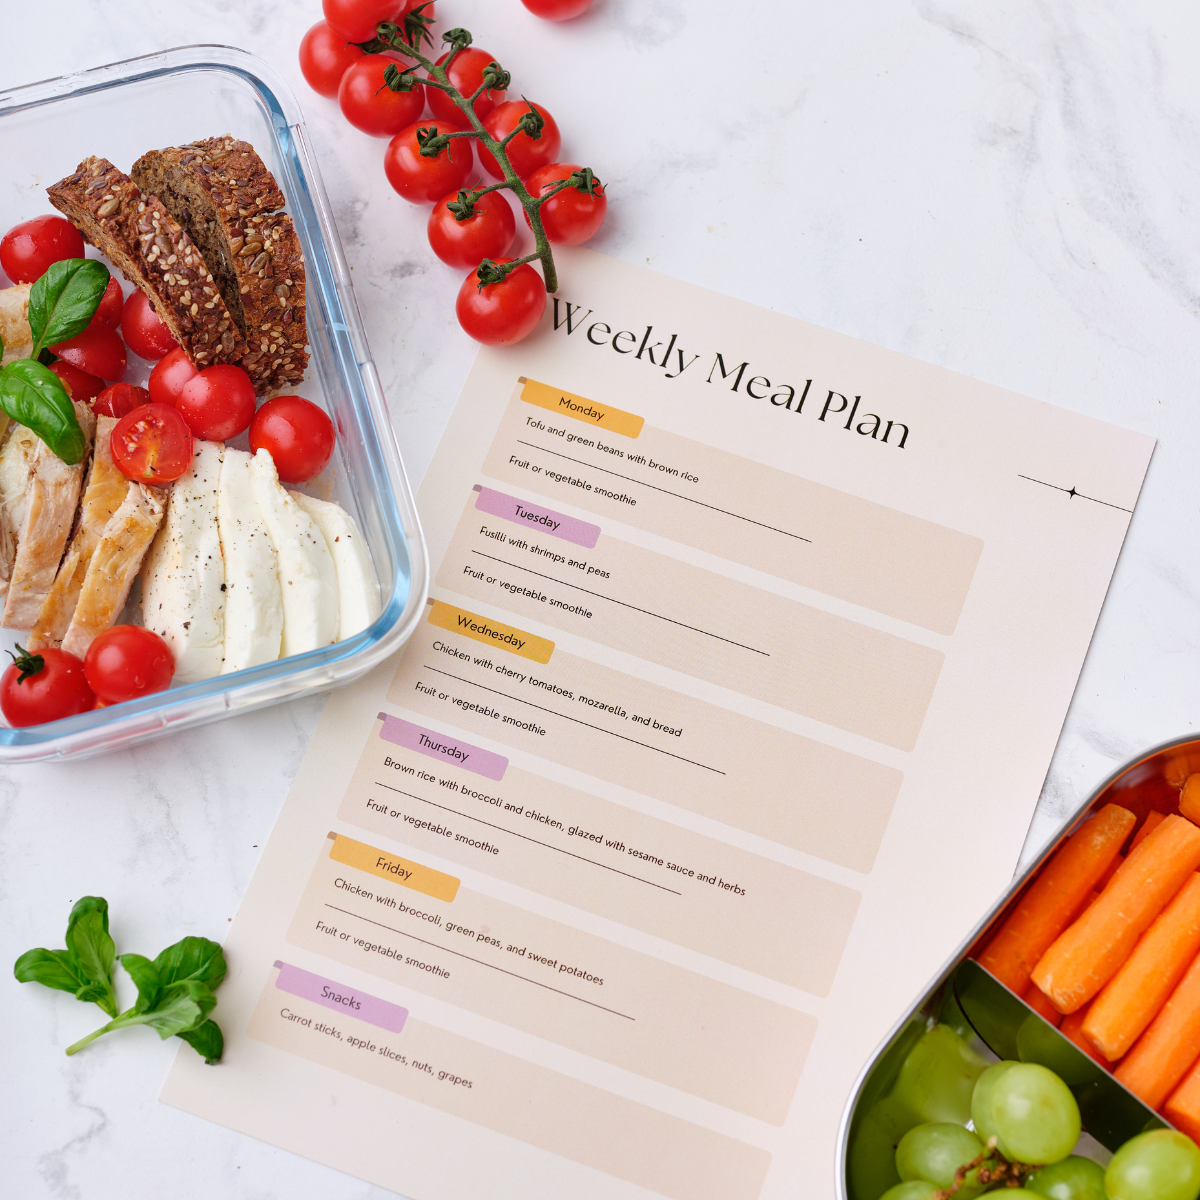 Weekly Meal Plan
Monday
Tofu and green beans with brown rice
Fruit or vegetable smoothie
Tuesday
Fusilli with shrimps and peas
Fruit or vegetable smoothie
Wednesday
Chicken with cherry tomatoes, mozarella, and bread
Fruit or vegetable smoothie
Thursday
Brown rice with broccoli and chicken, glazed with sesame sauce and herbs
Fruit or vegetable smoothie
Friday
Chicken with broccoli, green peas, and sweet potatoes
Fruit or vegetable smoothie
Snacks
Carrot sticks, apple slices, nuts, grapes